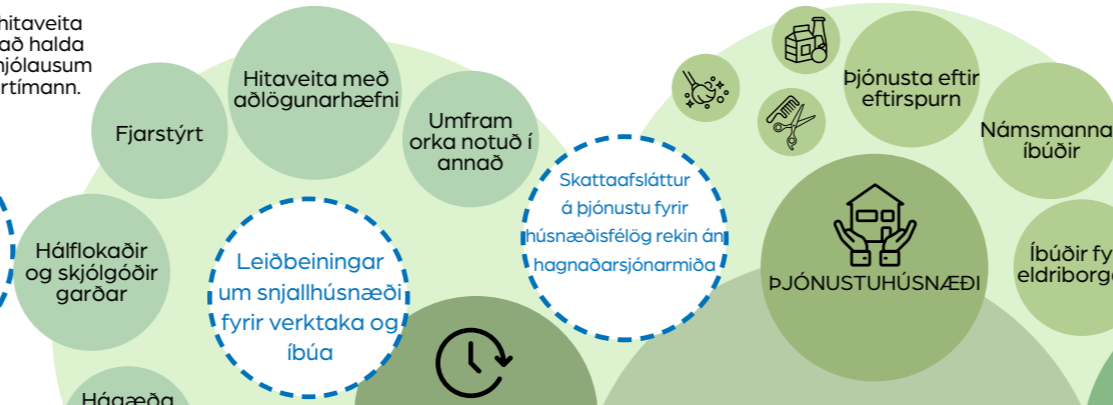 hitaveita
að halda
hjólausum
rtímann.
Fjarstýrt
Hitaveita með
aðlögunarhæfni
Umfram
orka notuð í
annað
Hálflokaðir
og skjólgóðir
garðar
Leiðbeiningar
um snjallhúsnæði
fyrir verktaka og
íbúa
Hágæða
Skattaafsláttur
á þjónustu fyrir
húsnæðisfélög rekin án
hagnaðarsjónarmiða
Þjónusta eftir
eftirspurn
Námsmanna
íbúðir
ÞJÓNUSTUHÚSNÆÐI
Íbúðir fy
eldriborg